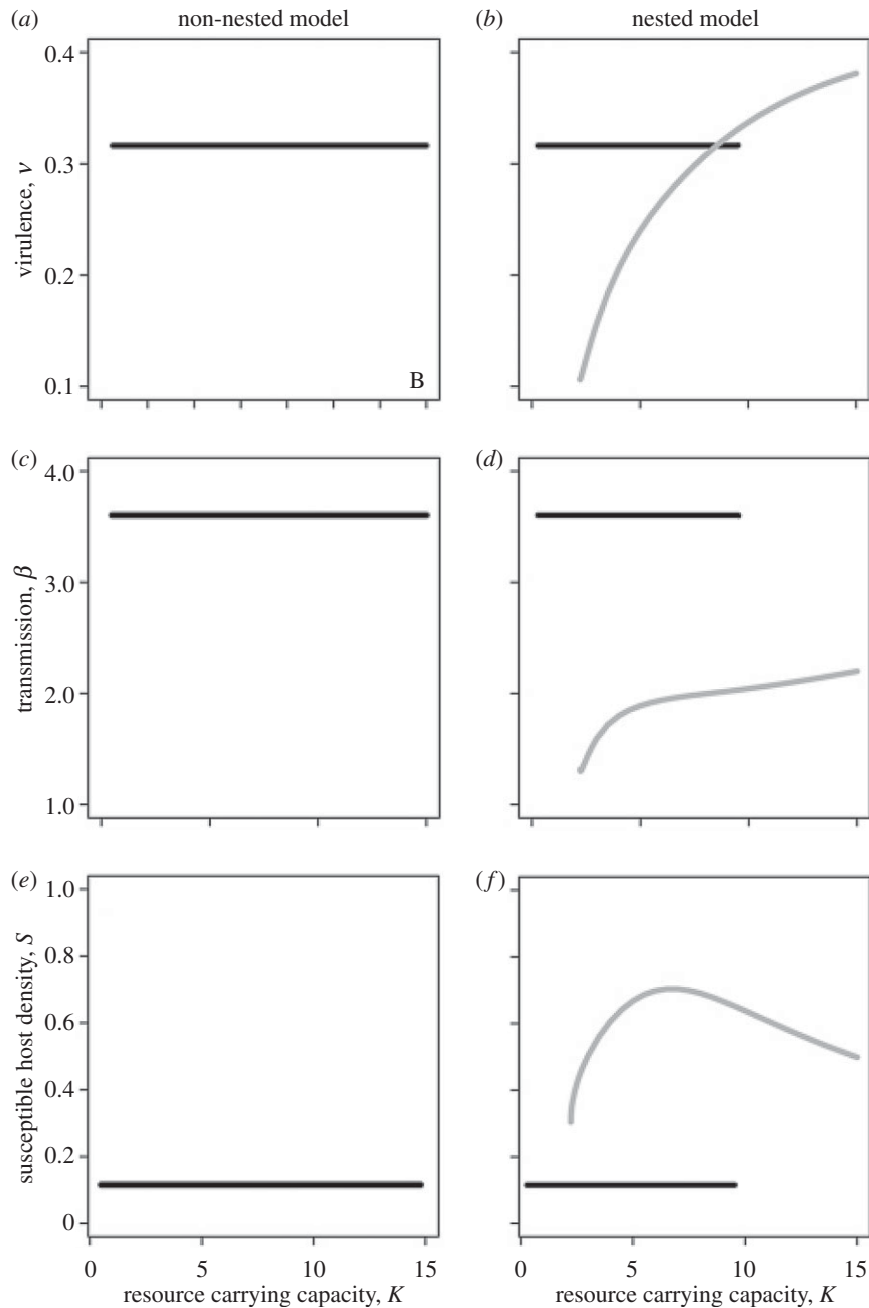 (a) non-nested model (b) nested model
0.4
0.3
0.2
0.1
virulence, ν
B
(c) (d)
4.0
3.0
2.0
1.0
transmission, β
(e) (f)
1.0
0.8
0.6
0.4
0.2
0
susceptible host density, S
0 5 10 15 0 5 10 15
resource carrying capacity, K resource carrying capacity, K